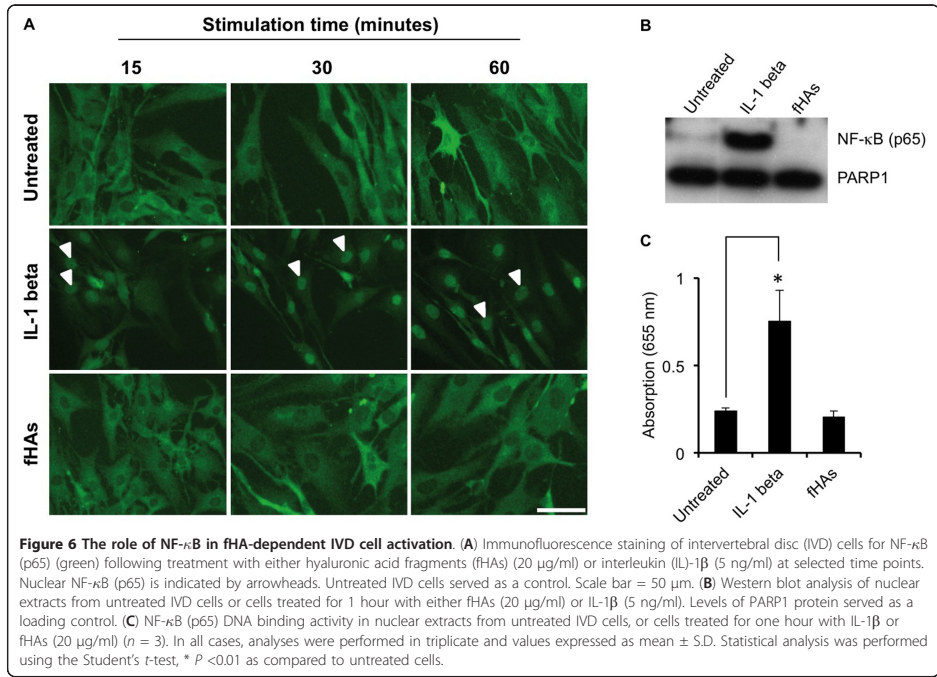 A
Stimulation time (minutes)
15 30 60
Untreated
IL-1 beta
fHAs
B
Untreated
IL-1 beta
fHAs
NF-κB (p65)
PARP1
C
Absorption (655 nm)
1
*
0.5
0
Untreated
IL-1 beta
fHAs
Figure 6 The role of NF-κB in fHA-dependent IVD cell activation. (A) Immunofluorescence staining of intervertebral disc (IVD) cells for NF-κB
(p65) (green) following treatment with either hyaluronic acid fragments (fHAs) (20 μg/ml) or interleukin (IL)-1β (5 ng/ml) at selected time points.
Nuclear NF-κB (p65) is indicated by arrowheads. Untreated IVD cells served as a control. Scale bar = 50 μm. (B) Western blot analysis of nuclear
extracts from untreated IVD cells or cells treated for 1 hour with either fHAs (20 μg/ml) or IL-1β (5 ng/ml). Levels of PARP1 protein served as a
loading control. (C) NF-κB (p65) DNA binding activity in nuclear extracts from untreated IVD cells, or cells treated for one hour with IL-1β or
fHAs (20 μg/ml) (n = 3). In all cases, analyses were performed in triplicate and values expressed as mean ± S.D. Statistical analysis was performed
using the Student's t-test, * P <0.01 as compared to untreated cells.